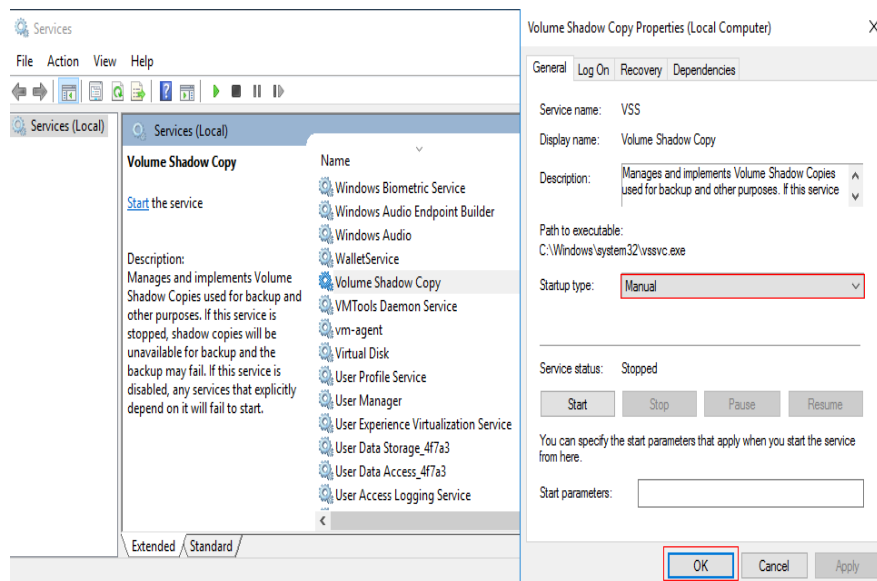 Services
File Action View Help
Services (Local)
Services (Local)
Volume Shadow Copy
Start the service
Description:
Manages and implements Volume
Shadow Copies used for backup and
other purposes. If this service is
stopped, shadow copies will be
unavailable for backup and the
backup may fail. If this service is
disabled, any services that explicitly
depend on it will fail to start.
Name
Windows Biometric Service
Windows Audio Endpoint Builder
Windows Audio
WalletService
Volume Shadow Copy
VMTools Daemon Service
vm-agent
Virtual Disk
User Profile Service
User Manager
User Experience Virtualization Service
User Data Storage_4f7a3
User Data Access_4f7a3
User Access Logging Service
Extended Standard
Volume Shadow Copy Properties (Local Computer)
General Log On Recovery Dependencies
Service name: VSS
Display name: Volume Shadow Copy
Description: Manages and implements Volume Shadow Copies
used for backup and other purposes. If this service
Path to executable:
C:\Windows\system32\vssvc.exe
Startup type: Manual
Service status: Stopped
Start Stop Pause Resume
You can specify the start parameters that apply when you start the service
from here.
Start parameters:
OK Cancel Apply